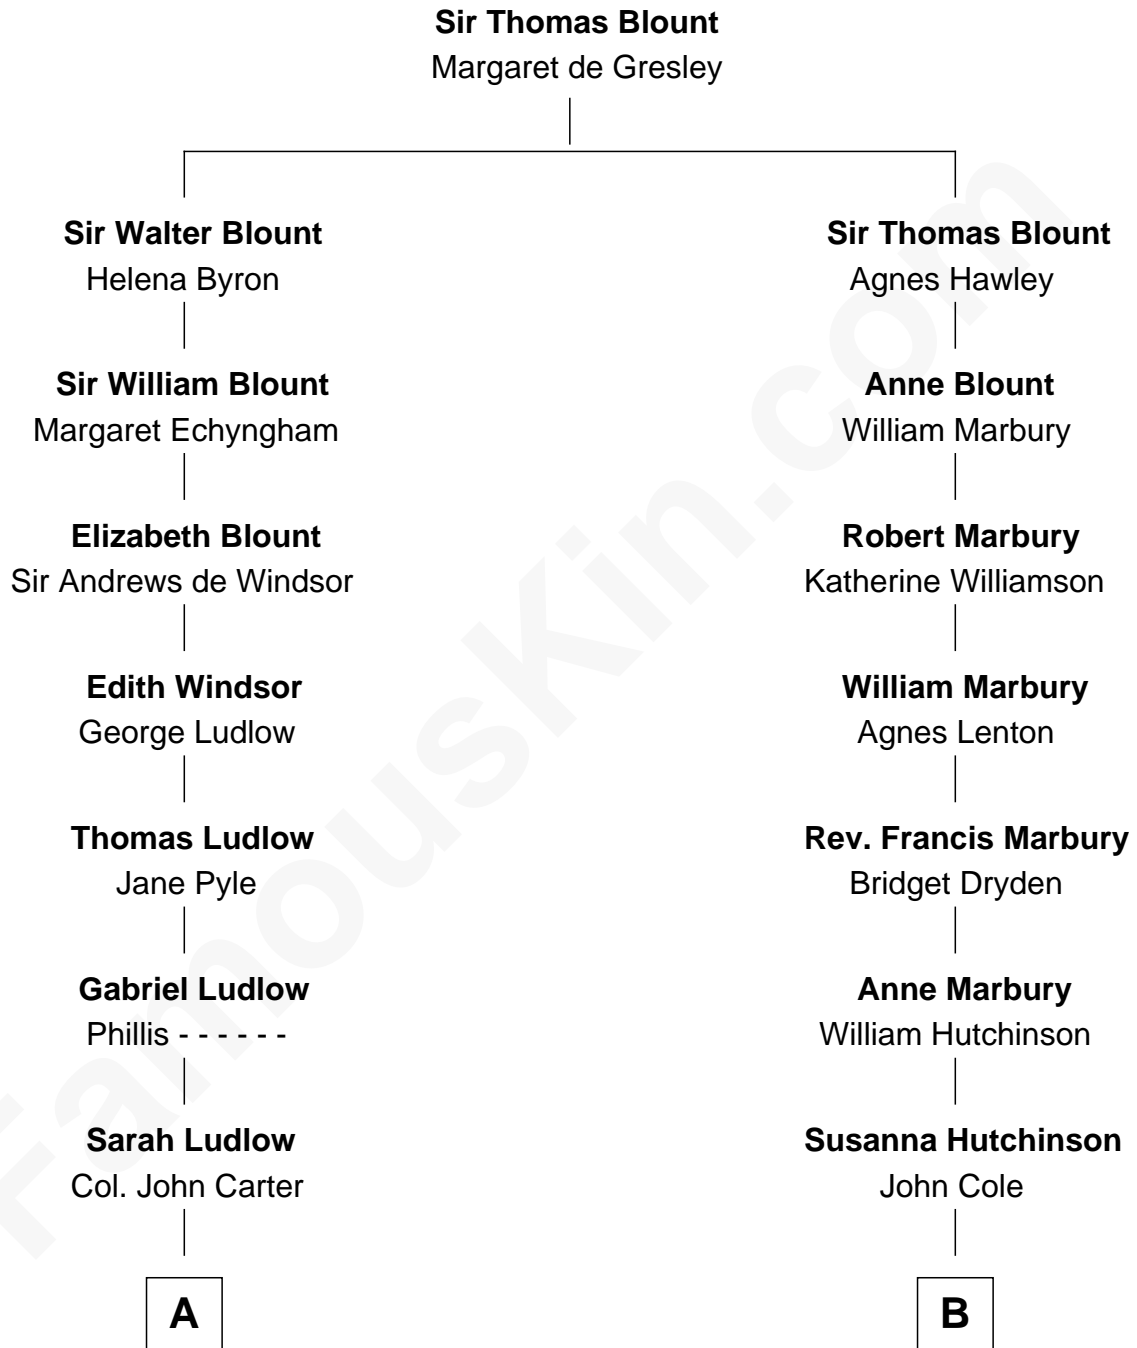 Sir Thomas Blount
Margaret de Gresley
Sir Walter Blount
Helena Byron
Sir William Blount
Margaret Echyngham
Elizabeth Blount
Sir Andrews de Windsor
Edith Windsor
George Ludlow
Thomas Ludlow
Jane Pyle
Gabriel Ludlow
Phillis - - - - - -
Sarah Ludlow
Col. John Carter
A
Sir Thomas Blount
Agnes Hawley
Anne Blount
William Marbury
Robert Marbury
Katherine Williamson
William Marbury
Agnes Lenton
Rev. Francis Marbury
Bridget Dryden
Anne Marbury
William Hutchinson
Susanna Hutchinson
John Cole
B
FamousKin.com